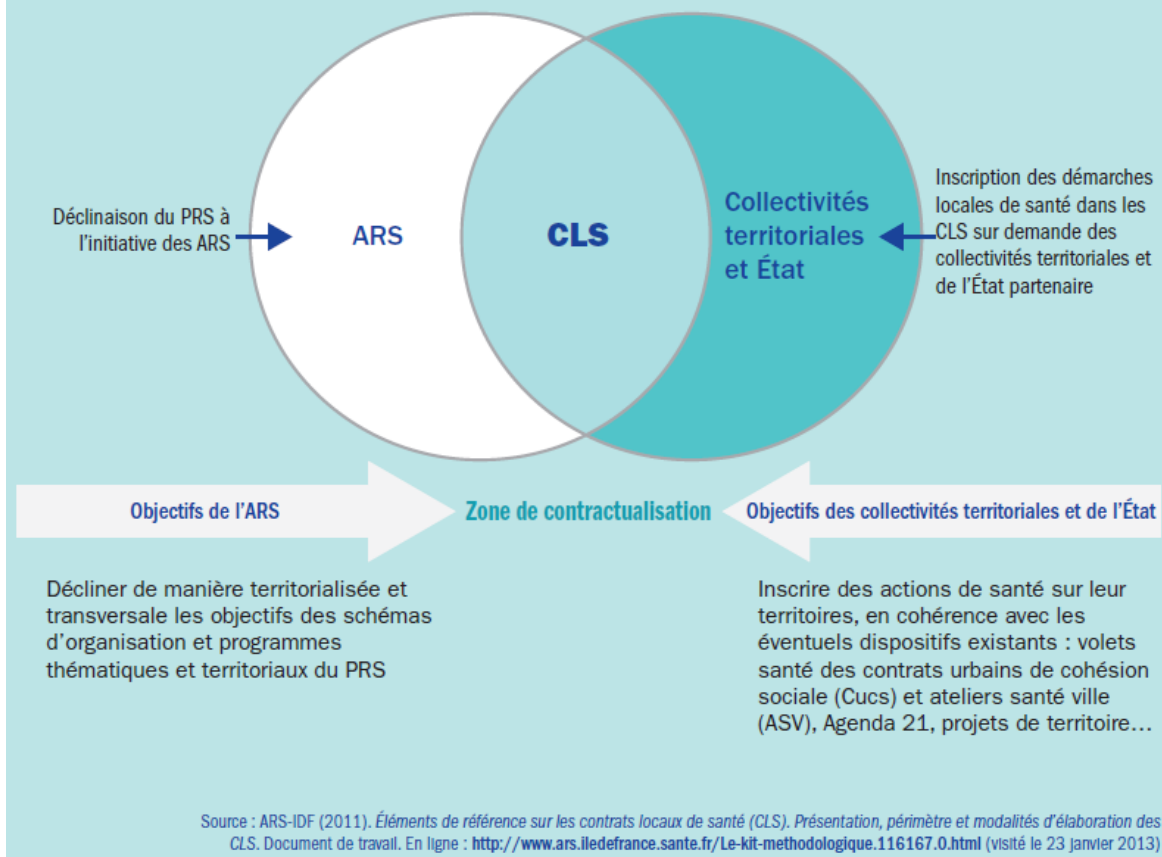 Déclinaison du PRS à
l'initiative des ARS
ARS
CLS
Collectivités
territoriales
et État
Inscription des démarches
locales de santé dans les
CLS sur demande des
collectivités territoriales et
de l'État partenaire
Objectifs de l'ARS
Zone de contractualisation
Objectifs des collectivités territoriales et de l'État
Décliner de manière territorialisée et
transversale les objectifs des schémas
d'organisation et programmes
thématiques et territoriaux du PRS
Inscrire des actions de santé sur leur
territoires, en cohérence avec les
éventuels dispositifs existants : volets
santé des contrats urbains de cohésion
sociale (Cucs) et ateliers santé ville
(ASV), Agenda 21, projets de territoire…
Source : ARS-IDF (2011). Éléments de référence sur les contrats locaux de santé (CLS). Présentation, périmètre et modalités d'élaboration des
CLS. Document de travail. En ligne : http://www.ars.iledefrance.sante.fr/Le-kit-methodologique.116167.0.html (visité le 23 janvier 2013)